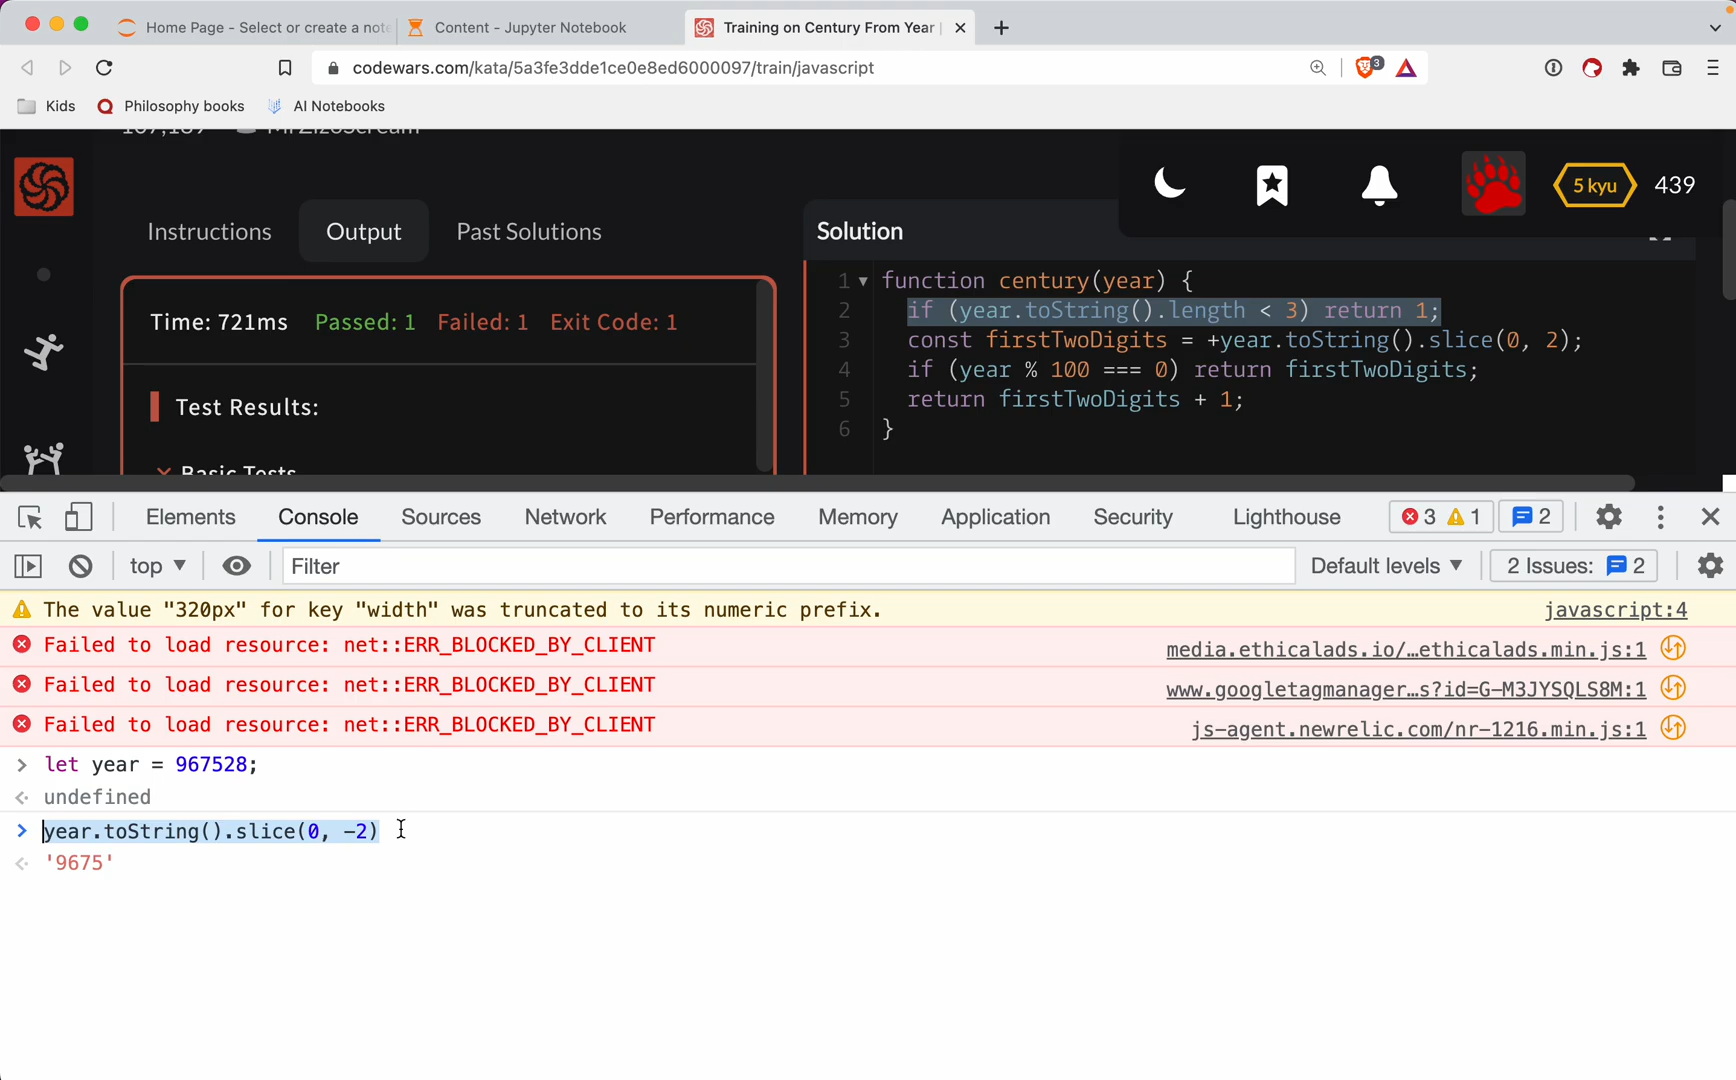 Home Page - Select or create a note
Content - Jupyter Notebook
Training on Century From Year |
codewars.com/kata/5a3fe3dde1ce0e8ed6000097/train/javascript
3
Kids
Philosophy books
AI Notebooks
MrZizoScream
5 kyu
439
Instructions
Output
Past Solutions
Solution
Time: 721ms
Passed: 1
Failed: 1
Exit Code: 1
Test Results:
Basic Tests
1 function century(year) {
2 if (year.toString().length < 3) return 1;
3 const firstTwoDigits = +year.toString().slice(0, 2);
4 if (year % 100 === 0) return firstTwoDigits;
5 return firstTwoDigits + 1;
6 }
Elements
Console
Sources
Network
Performance
Memory
Application
Security
Lighthouse
3
1
2
top
Filter
Default levels
2 Issues:
2
The value "320px" for key "width" was truncated to its numeric prefix.
javascript:4
Failed to load resource: net::ERR_BLOCKED_BY_CLIENT
media.ethicalads.io/…ethicalads.min.js:1
Failed to load resource: net::ERR_BLOCKED_BY_CLIENT
www.googletagmanager…s?id=G-M3JYSQLS8M:1
Failed to load resource: net::ERR_BLOCKED_BY_CLIENT
js-agent.newrelic.com/nr-1216.min.js:1
> let year = 967528;
undefined
> year.toString().slice(0, -2)
'9675'